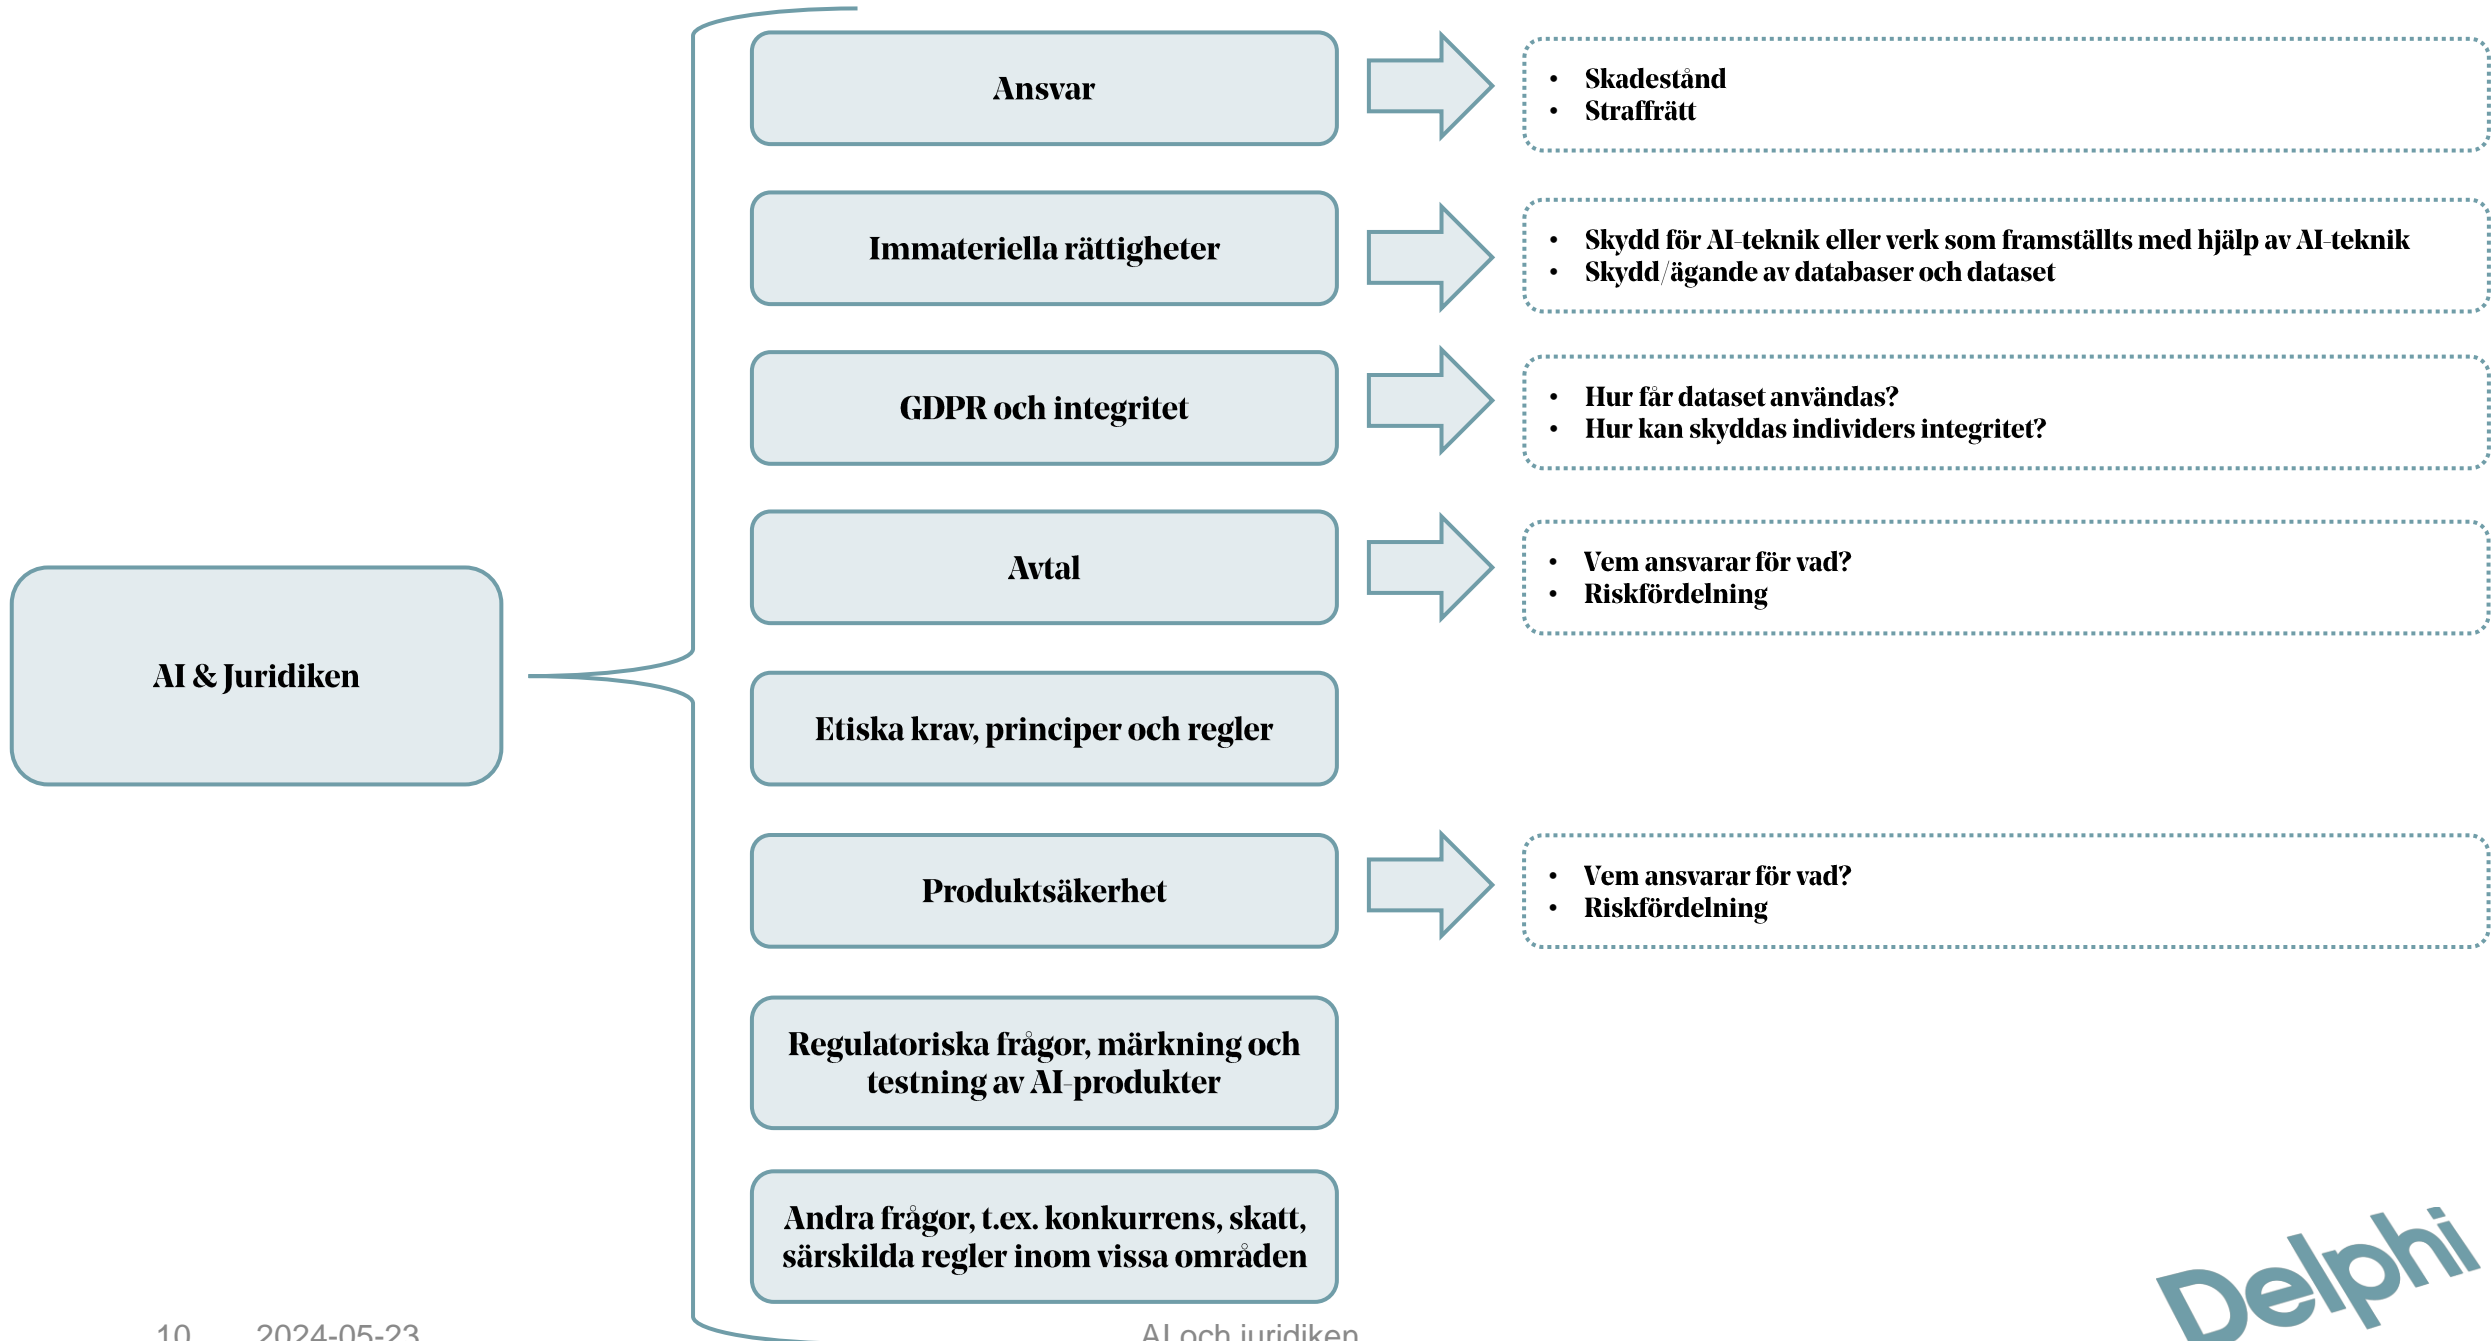 Ansvar
• Skadestånd
• Straffrätt
Immateriella rättigheter
• Skydd för AI-teknik eller verk som framställts med hjälp av AI-teknik
• Skydd/ägande av databaser och dataset
GDPR och integritet
• Hur får dataset användas?
• Hur kan skyddas individers integritet?
Avtal
• Vem ansvarar för vad?
• Riskfördelning
AI & Juridiken
Etiska krav, principer och regler
Produktsäkerhet
• Vem ansvarar för vad?
• Riskfördelning
Regulatoriska frågor, märkning och
testning av AI-produkter
Andra frågor, t.ex. konkurrens, skatt,
särskilda regler inom vissa områden
Delphi
10 2024-05-23 AI och juridiken